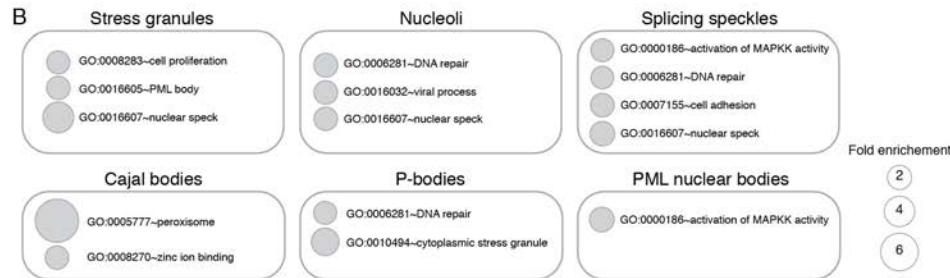 B
Stress granules
GO:0008283~cell proliferation
GO:0016605~PML body
GO:0016607~nuclear speck
Nucleoli
GO:0006281~DNA repair
GO:0016032~viral process
GO:0016607~nuclear speck
Splicing speckles
GO:0000186~activation of MAPKK activity
GO:0006281~DNA repair
GO:0007155~cell adhesion
GO:0016607~nuclear speck
Cajal bodies
GO:0005777~peroxisome
GO:0008270~zinc ion binding
P-bodies
GO:0006281~DNA repair
GO:0010494~cytoplasmic stress granule
PML nuclear bodies
GO:0000186~activation of MAPKK activity
Fold enrichement
2
4
6